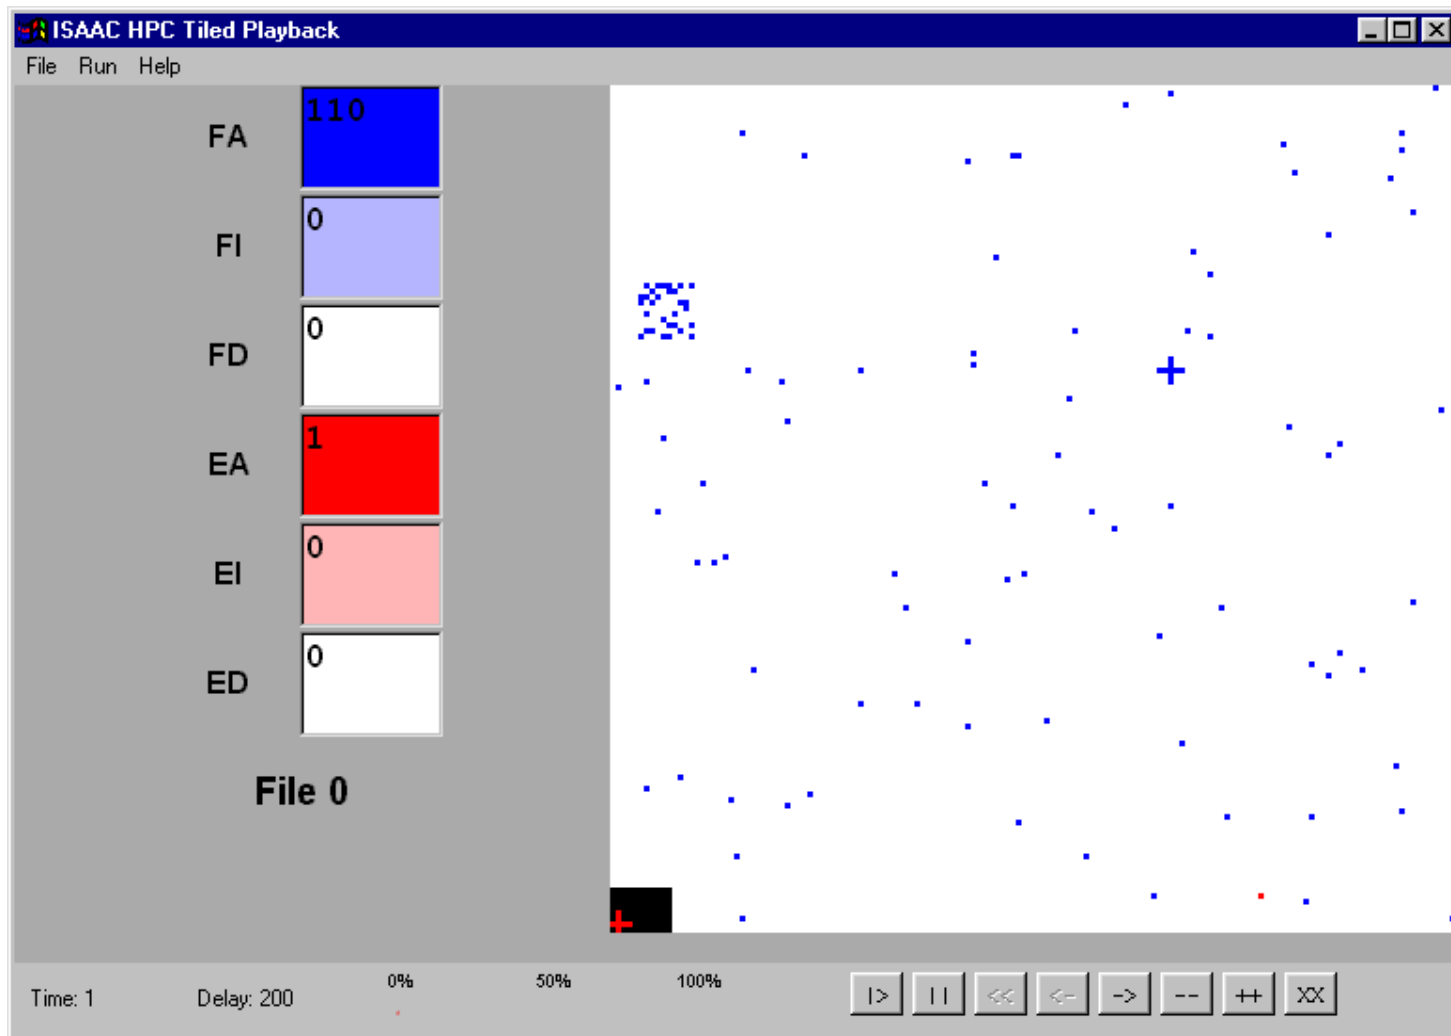 ISAAC HPC Tiled Playback
File Run Help
FA 110
FI 0
FD 0
EA 1
EI 0
ED 0
File 0
Time: 1 Delay: 200 0% 50% 100% |> || << <- -> -- ++ XX